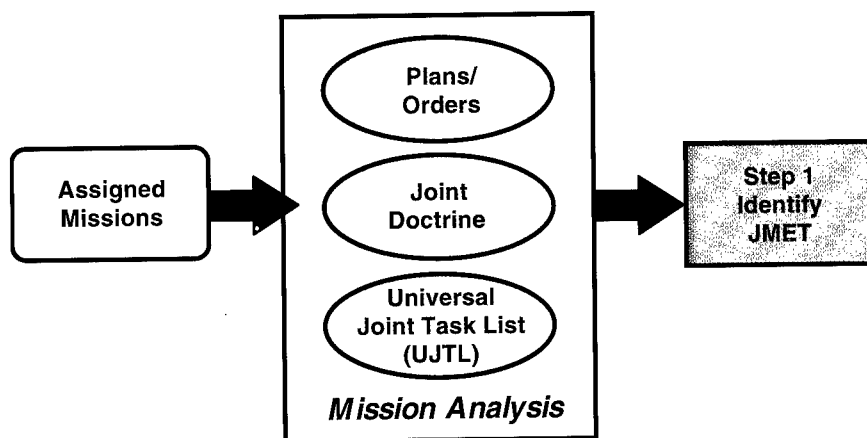 Assigned
Missions
Plans/
Orders
Joint
Doctrine
Universal
Joint Task List
(UJTL)
Mission Analysis
Step 1
Identify
JMET